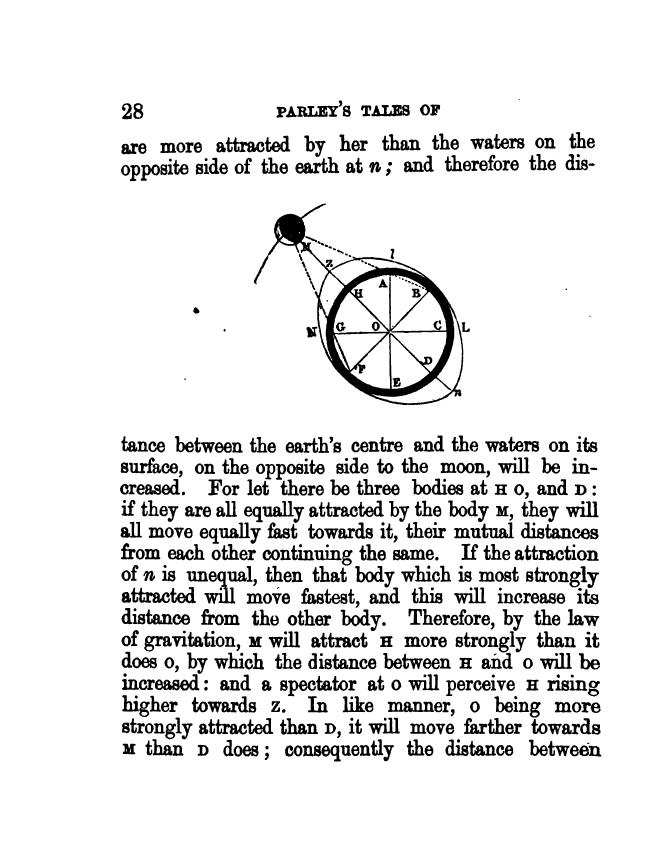 28 PARLEY'S TALES OF
are more attracted by her than the waters on the
opposite side of the earth at n; and therefore the dis-
M
Z
l
H
A
B
N
G
O
C
L
F
E
D
n
tance between the earth's centre and the waters on its
surface, on the opposite side to the moon, will be in-
creased. For let there be three bodies at H O, and D:
if they are all equally attracted by the body M, they will
all move equally fast towards it, their mutual distances
from each other continuing the same. If the attraction
of n is unequal, then that body which is most strongly
attracted will move fastest, and this will increase its
distance from the other body. Therefore, by the law
of gravitation, M will attract H more strongly than it
does O, by which the distance between H and O will be
increased: and a spectator at O will perceive H rising
higher towards Z. In like manner, O being more
strongly attracted than D, it will move farther towards
M than D does; consequently the distance between